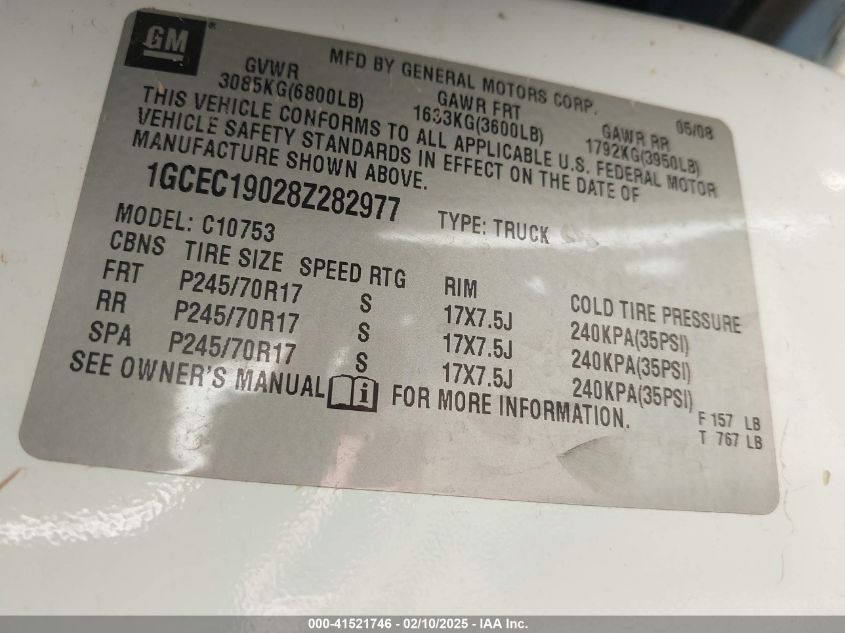 GM
MFD BY GENERAL MOTORS CORP. 05/08
GVWR GAWR FRT GAWR RR
3085KG(6800LB) 1633KG(3600LB) 1792KG(3950LB)
THIS VEHICLE CONFORMS TO ALL APPLICABLE U.S. FEDERAL MOTOR
VEHICLE SAFETY STANDARDS IN EFFECT ON THE DATE OF
MANUFACTURE SHOWN ABOVE.
1GCEC19028Z282977 TYPE: TRUCK
MODEL: C10753
CBNS TIRE SIZE SPEED RTG RIM COLD TIRE PRESSURE
FRT P245/70R17 S 17X7.5J 240KPA(35PSI)
RR P245/70R17 S 17X7.5J 240KPA(35PSI)
SPA P245/70R17 S 17X7.5J 240KPA(35PSI)
SEE OWNER'S MANUAL i FOR MORE INFORMATION.
F 157 LB
T 767 LB
000-41521746 - 02/10/2025 - IAA Inc.